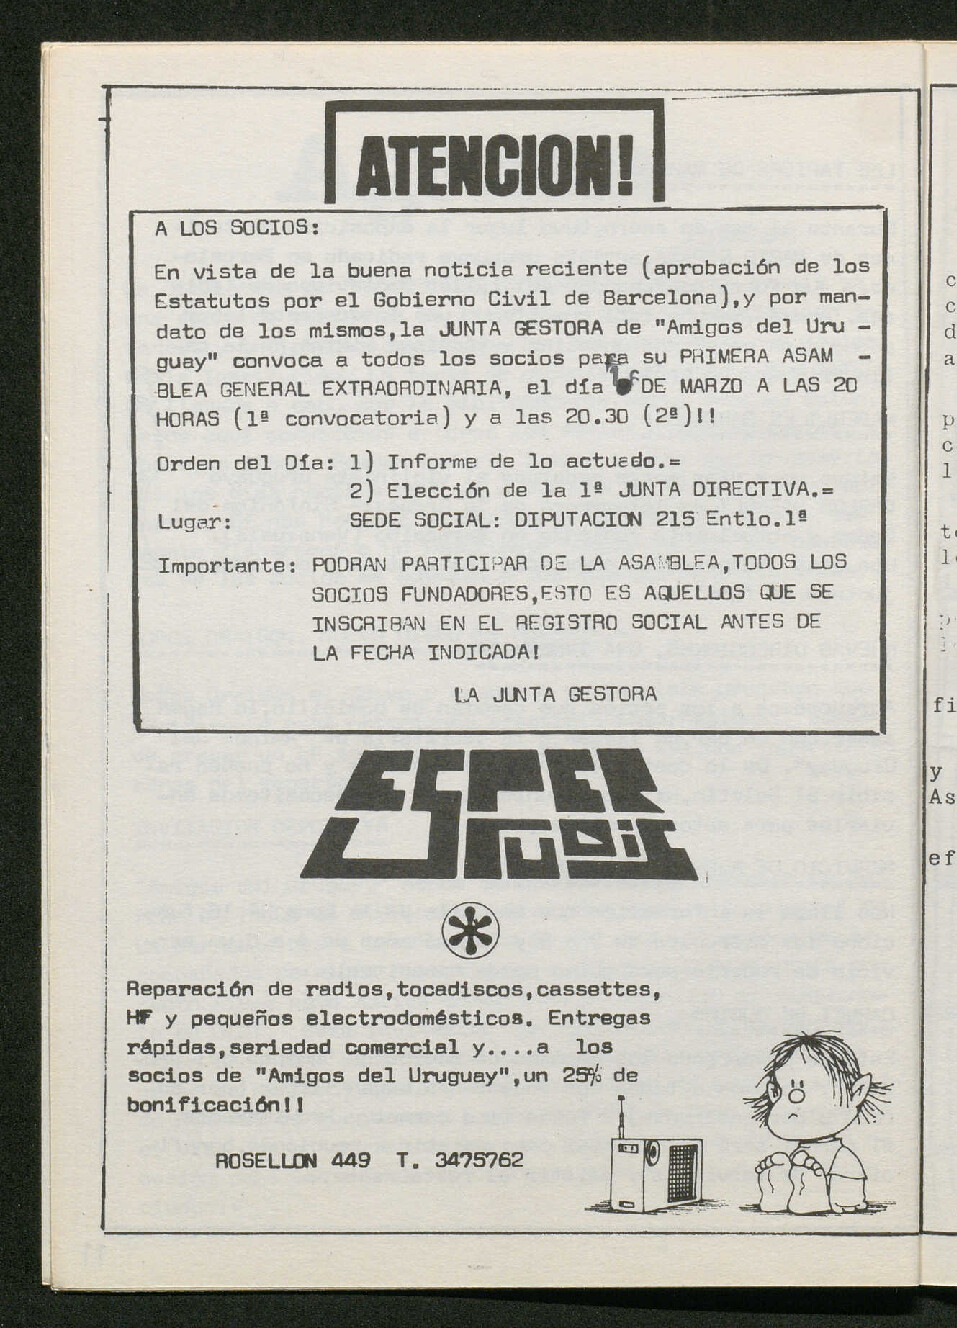 ATENCION!
A LOS SOCIOS:
En vista de la buena noticia reciente (aprobación de los
Estatutos por el Gobierno Civil de Barcelona),y por man-
dato de los mismos,la JUNTA GESTORA de "Amigos del Uru -
guay" convoca a todos los socios para su PRIMERA ASAM -
BLEA GENERAL EXTRAORDINARIA, el día DE MARZO A LAS 20
HORAS (1ª convocatoria) y a las 20.30 (2ª)!!
Orden del Día: 1) Informe de lo actuado.=
2) Elección de la 1ª JUNTA DIRECTIVA.=
Lugar: SEDE SOCIAL: DIPUTACION 215 Entlo.1ª
Importante: PODRAN PARTICIPAR DE LA ASAMBLEA,TODOS LOS
SOCIOS FUNDADORES,ESTO ES AQUELLOS QUE SE
INSCRIBAN EN EL REGISTRO SOCIAL ANTES DE
LA FECHA INDICADA!
LA JUNTA GESTORA
Reparación de radios,tocadiscos,cassettes,
HF y pequeños electrodomésticos. Entregas
rápidas,seriedad comercial y....a los
socios de "Amigos del Uruguay",un 25% de
bonificación!!
ROSELLON 449 T. 3475762
fi
y
As
ef